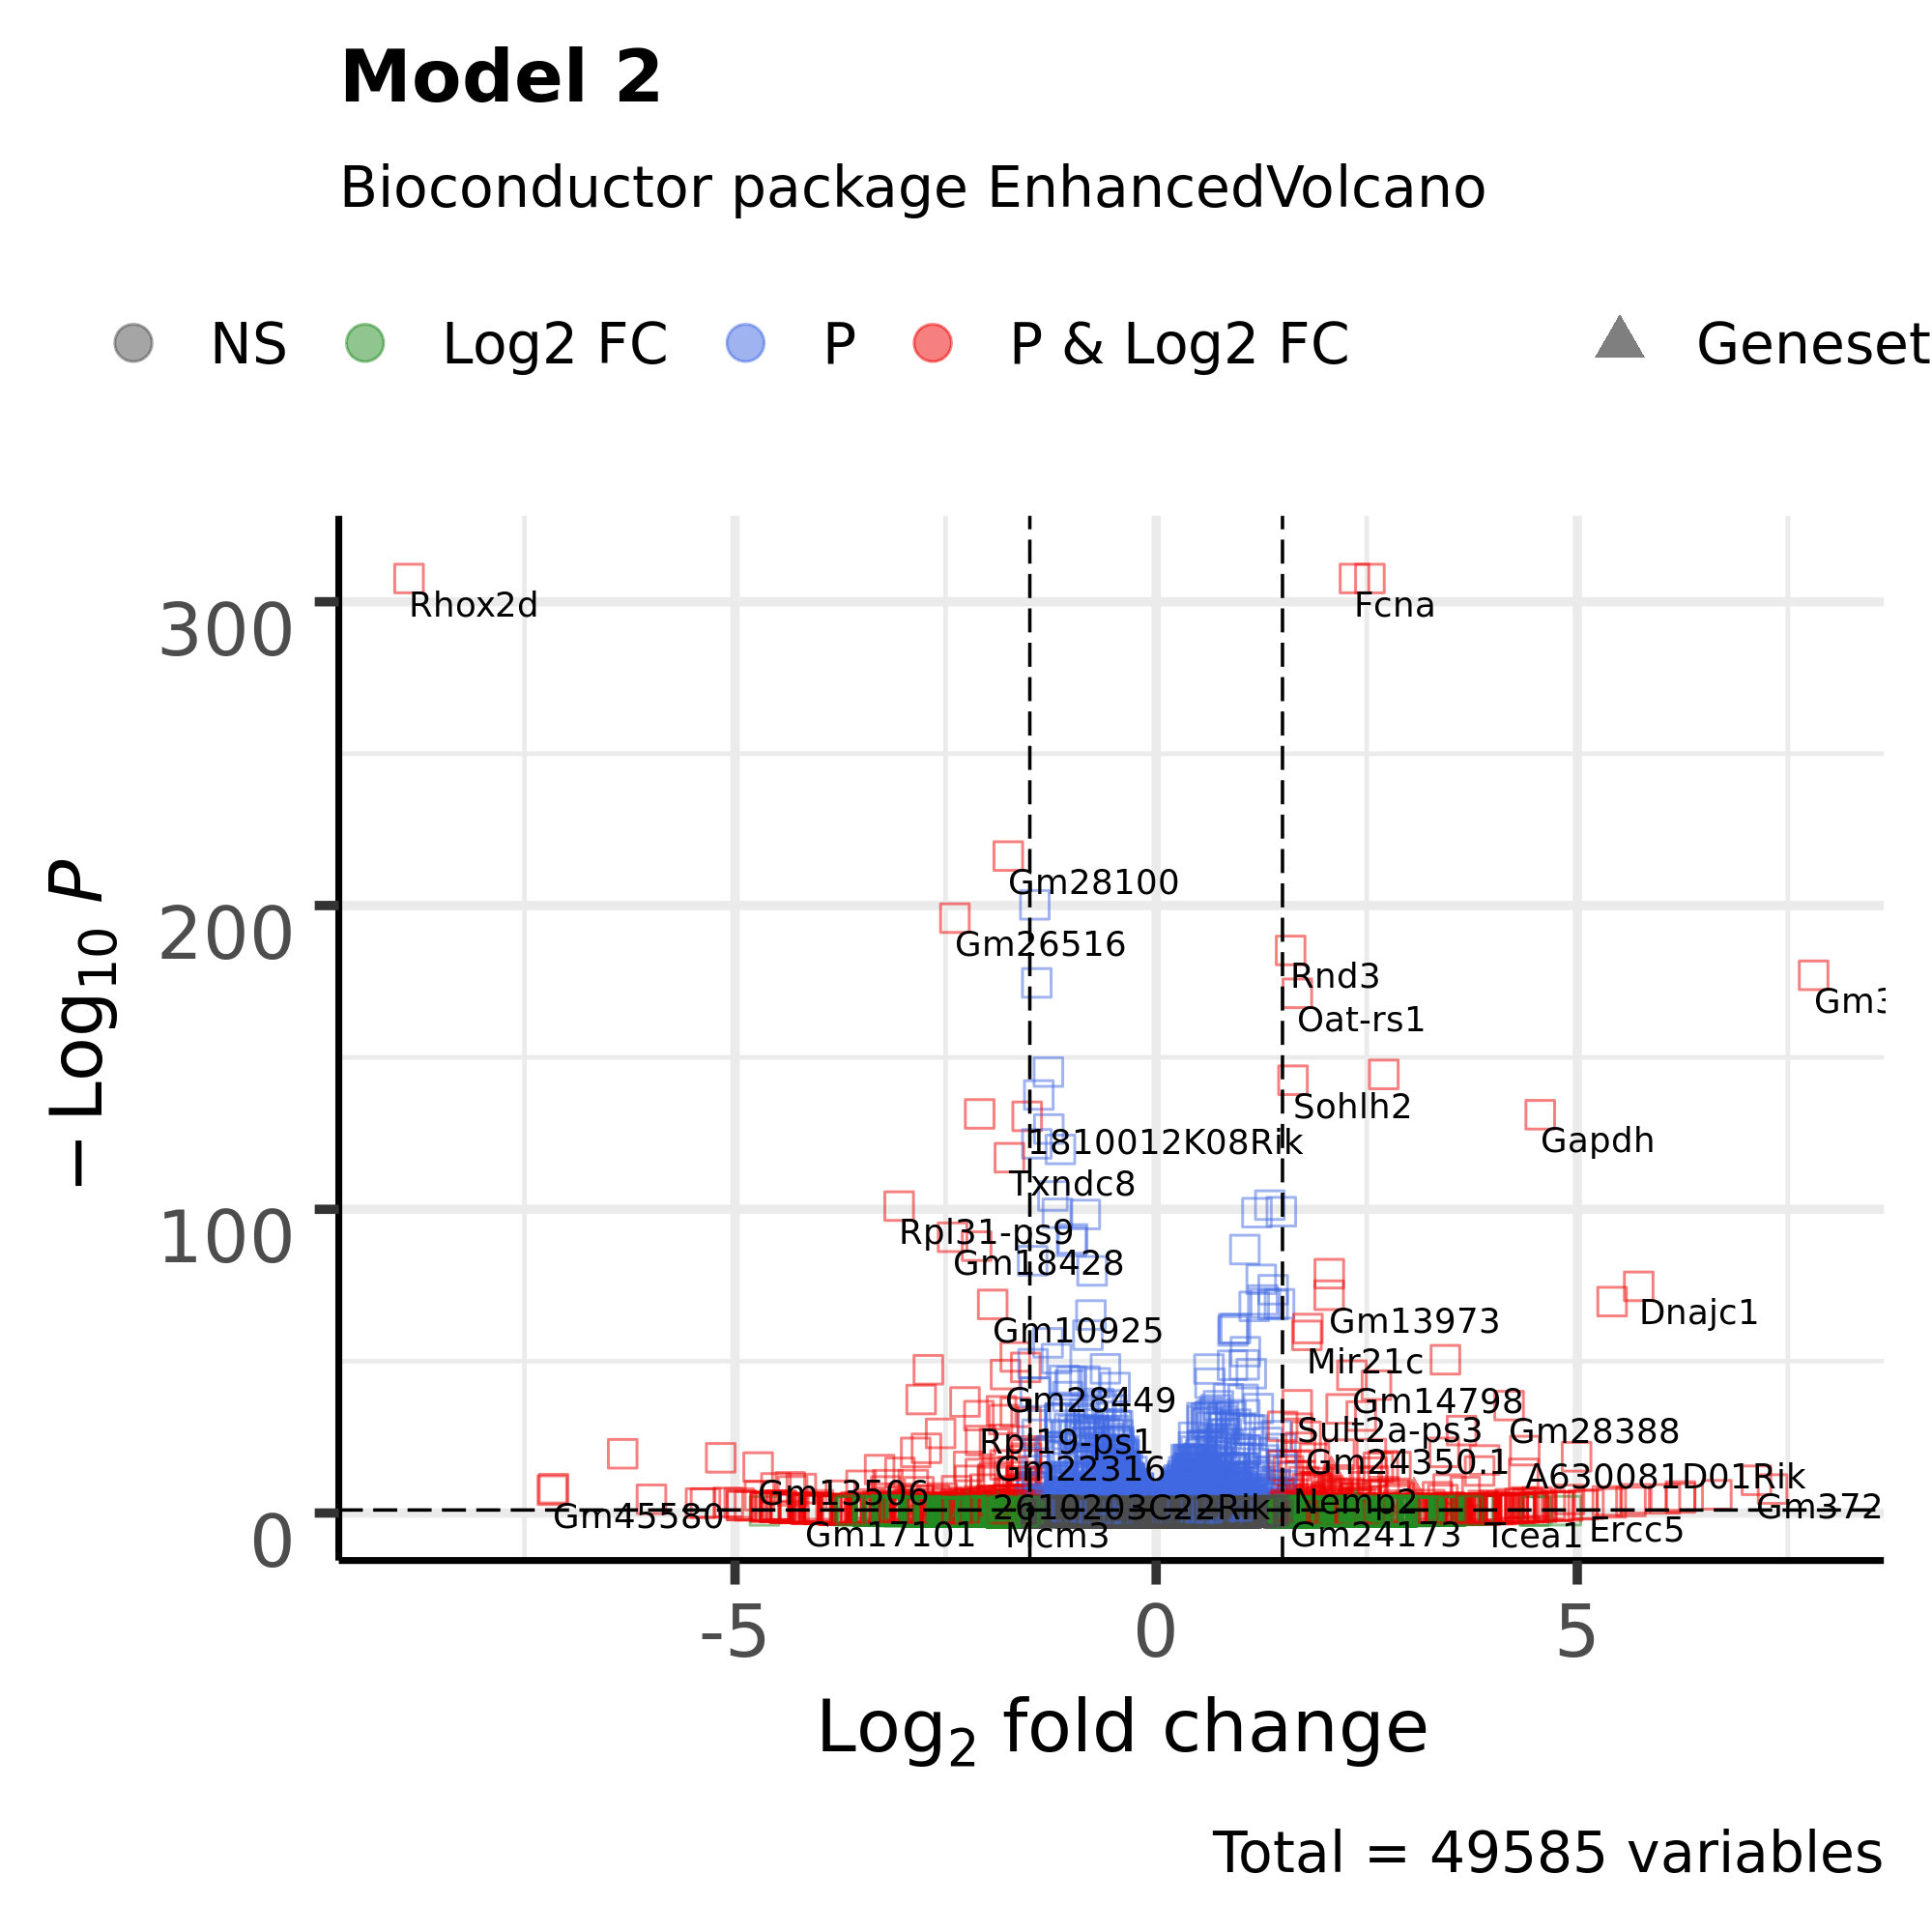 Model 2
Bioconductor package EnhancedVolcano
NS Log2 FC P P & Log2 FC Geneset
Rhox2d
Fcna
300
Gm28100
Gm26516
200
Rnd3
Gm3
Oat-rs1
Sohlh2
Gapdh
1810012K08Rik
Txndc8
100
Rpl31-ps9
Gm18428
Dnajc1
Gm13973
Gm10925
Mir21c
Gm28449
Gm14798
Sult2a-ps3
Gm28388
Rpl19-ps1
Gm22316
Gm24350.1
A630081D01Rik
Gm13506
2610203C22Rik
Nemp2
Gm372
Gm45580
0
Gm17101
Mcm3
Gm24173
Tcea1
Ercc5
-5 0 5
−Log10 P
Log2 fold change
Total = 49585 variables